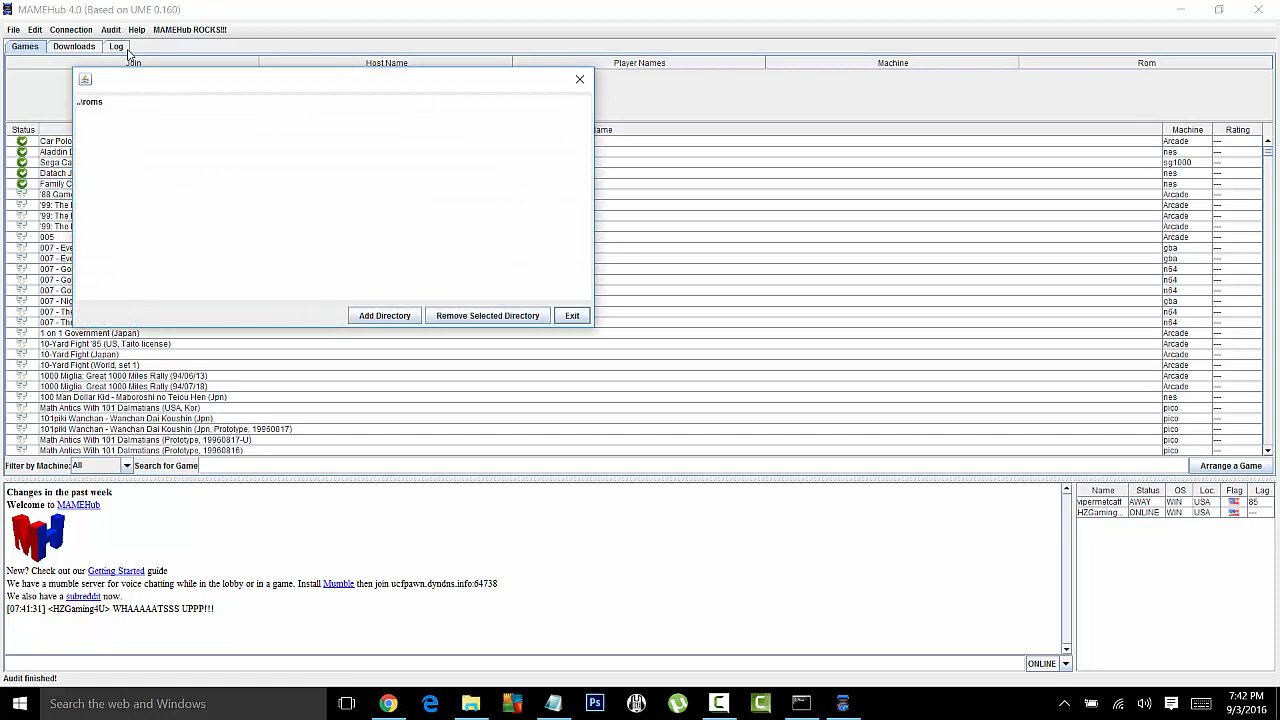 MAMEHub 4.0 (Based on UME 0.160)
File Edit Connection Audit Help MAMEHub ROCKS!!!
Games Downloads Log
Join Host Name Player Names Machine Rom
..\roms
Add Directory Remove Selected Directory Exit
Status Machine Rating
Car Polo Arcade ---
Aladdin nes ---
Sega Ca sg1000 ---
Datach J nes ---
Family C nes ---
'88 Game Arcade ---
'99: The Arcade ---
'99: The Arcade ---
'99: The Arcade ---
005 Arcade ---
007 - Eve gba ---
007 - Eve gba ---
007 - Go n64 ---
007 - Go n64 ---
007 - Go n64 ---
007 - Nig gba ---
007 - The n64 ---
007 - The n64 ---
1 on 1 Government (Japan) Arcade ---
10-Yard Fight '85 (US, Taito license) Arcade ---
10-Yard Fight (Japan) Arcade ---
10-Yard Fight (World, set 1) Arcade ---
1000 Miglia: Great 1000 Miles Rally (94/06/13) Arcade ---
1000 Miglia: Great 1000 Miles Rally (94/07/18) Arcade ---
100 Man Dollar Kid - Maboroshi no Teiou Hen (Jpn) nes ---
Math Antics With 101 Dalmatians (USA, Kor) pico ---
101piki Wanchan - Wanchan Dai Koushin (Jpn) pico ---
101piki Wanchan - Wanchan Dai Koushin (Jpn, Prototype, 19960817) pico ---
Math Antics With 101 Dalmatians (Prototype, 19960817-U) pico ---
Math Antics With 101 Dalmatians (Prototype, 19960816) pico ---
Filter by Machine: All Search for Game Arrange a Game
Changes in the past week
Welcome to MAMEHub
MH
New? Check out our Getting Started guide
We have a mumble server for voice chatting while in the lobby or in a game. Install Mumble then join ucfpawn.dyndns.info:64738
We also have a subreddit now.
[07:41:31] <HZGaming4U> WHAAAAATSSS UPPP!!!
Name Status OS Loc. Flag Lag
vipermetcaff AWAY WIN USA 85
HZGaming... ONLINE WIN USA ---
ONLINE
Audit finished!
Search the web and Windows
Ps
7:42 PM
9/3/2016